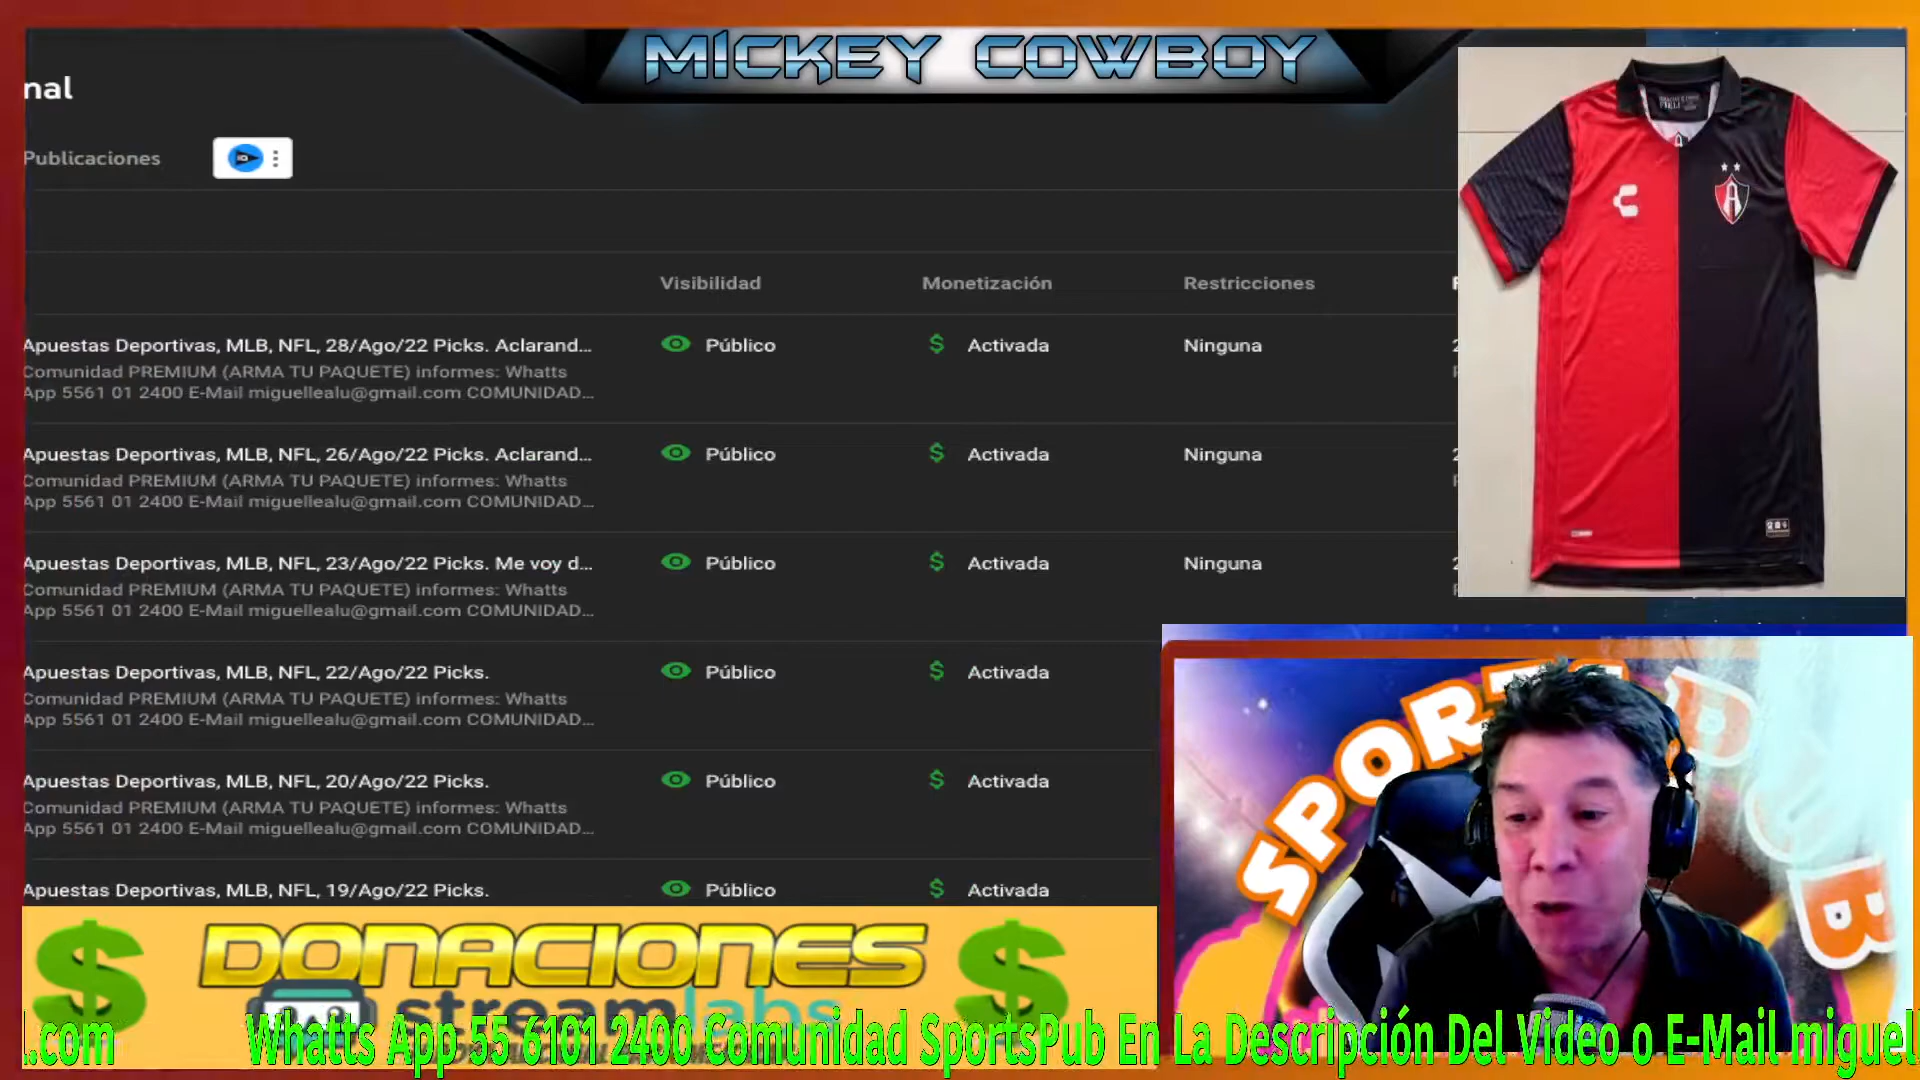 MICKEY COWBOY
nal
Publicaciones
Visibilidad Monetización Restricciones
Apuestas Deportivas, MLB, NFL, 28/Ago/22 Picks. Aclarand... Público $ Activada Ninguna
Comunidad PREMIUM (ARMA TU PAQUETE) informes: Whatts
App 5561 01 2400 E-Mail miguellealu@gmail.com COMUNIDAD...
Apuestas Deportivas, MLB, NFL, 26/Ago/22 Picks. Aclarand... Público $ Activada Ninguna
Comunidad PREMIUM (ARMA TU PAQUETE) informes: Whatts
App 5561 01 2400 E-Mail miguellealu@gmail.com COMUNIDAD...
Apuestas Deportivas, MLB, NFL, 23/Ago/22 Picks. Me voy d... Público $ Activada Ninguna
Comunidad PREMIUM (ARMA TU PAQUETE) informes: Whatts
App 5561 01 2400 E-Mail miguellealu@gmail.com COMUNIDAD...
Apuestas Deportivas, MLB, NFL, 22/Ago/22 Picks. Público $ Activada
Comunidad PREMIUM (ARMA TU PAQUETE) informes: Whatts
App 5561 01 2400 E-Mail miguellealu@gmail.com COMUNIDAD...
Apuestas Deportivas, MLB, NFL, 20/Ago/22 Picks. Público $ Activada
Comunidad PREMIUM (ARMA TU PAQUETE) informes: Whatts
App 5561 01 2400 E-Mail miguellealu@gmail.com COMUNIDAD...
Apuestas Deportivas, MLB, NFL, 19/Ago/22 Picks. Público $ Activada
SPORTS PUB
$ DONACIONES $
streamlabs
l.com Whatts App 55 6101 2400 Comunidad SportsPub En La Descripción Del Video o E-Mail miguel